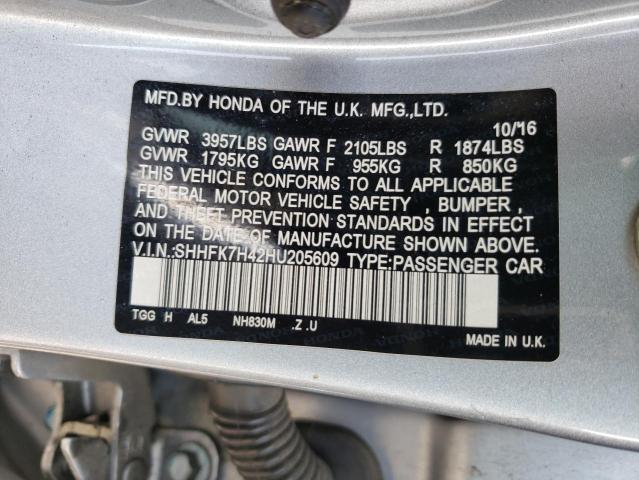 MFD.BY HONDA OF THE U.K. MFG.,LTD.
10/'16
GVWR 3957LBS GAWR F 2105LBS R 1874LBS
GVWR 1795KG GAWR F 955KG R 850KG
THIS VEHICLE CONFORMS TO ALL APPLICABLE
FEDERAL MOTOR VEHICLE SAFETY , BUMPER ,
AND THEFT PREVENTION STANDARDS IN EFFECT
ON THE DATE OF MANUFACTURE SHOWN ABOVE.
V.I.N.:SHHFK7H42HU205609 TYPE:PASSENGER CAR
TGG H AL5 NH830M .Z .U
MADE IN U.K.